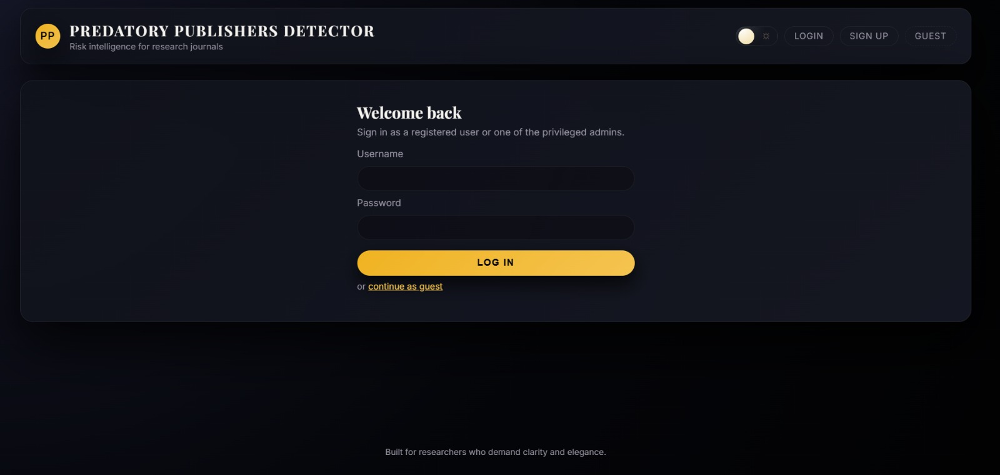 PP
PREDATORY PUBLISHERS DETECTOR
Risk intelligence for research journals
LOGIN
SIGN UP
GUEST
Welcome back
Sign in as a registered user or one of the privileged admins.
Username
Password
LOG IN
or continue as guest
Built for researchers who demand clarity and elegance.